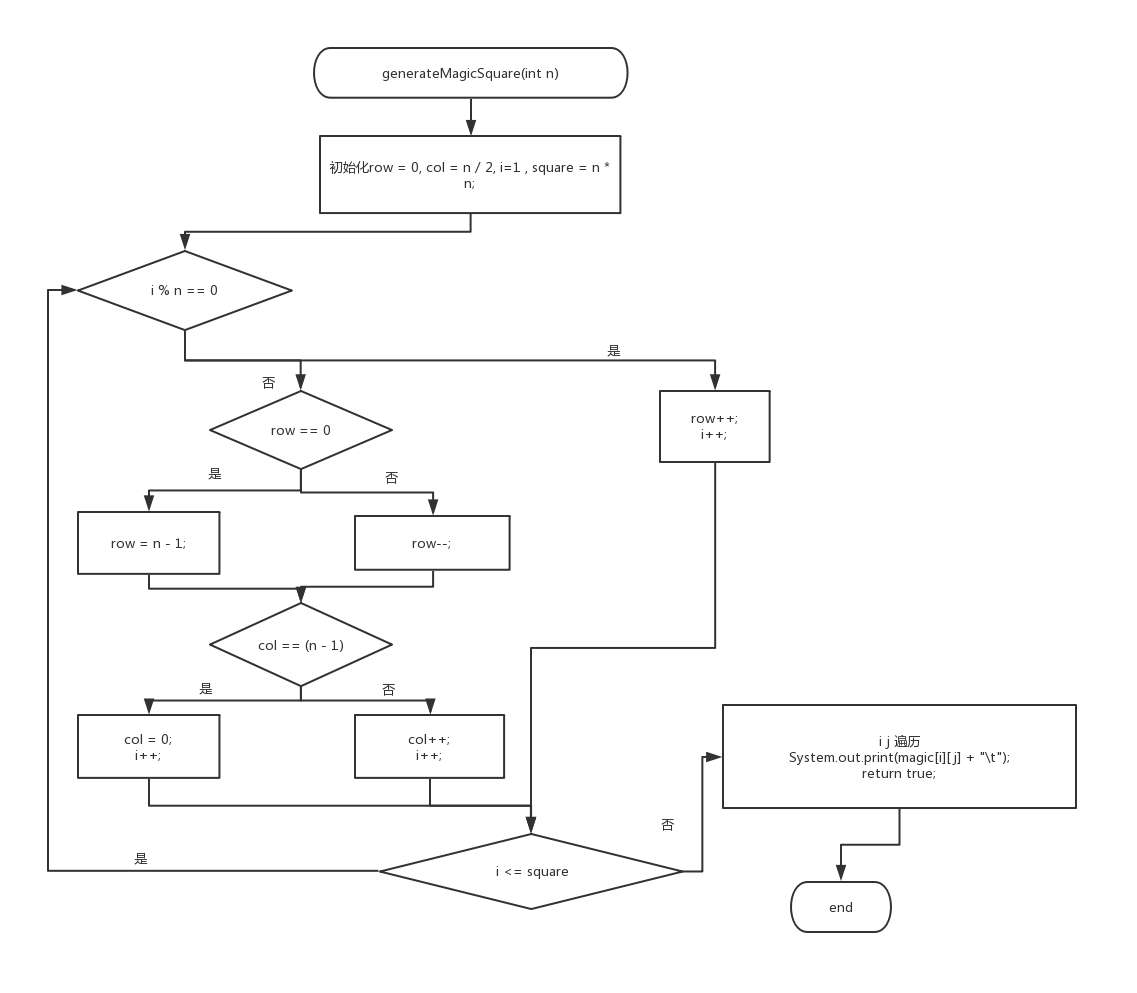 generateMagicSquare(int n)
初始化row = 0, col = n / 2, i=1 , square = n *
n;
i % n == 0
是
否
row == 0
row++;
i++;
是
否
row = n - 1;
row--;
col == (n - 1)
是
否
col = 0;
i++;
col++;
i++;
i j 遍历
System.out.print(magic[i][j] + "\t");
return true;
否
是
i <= square
end